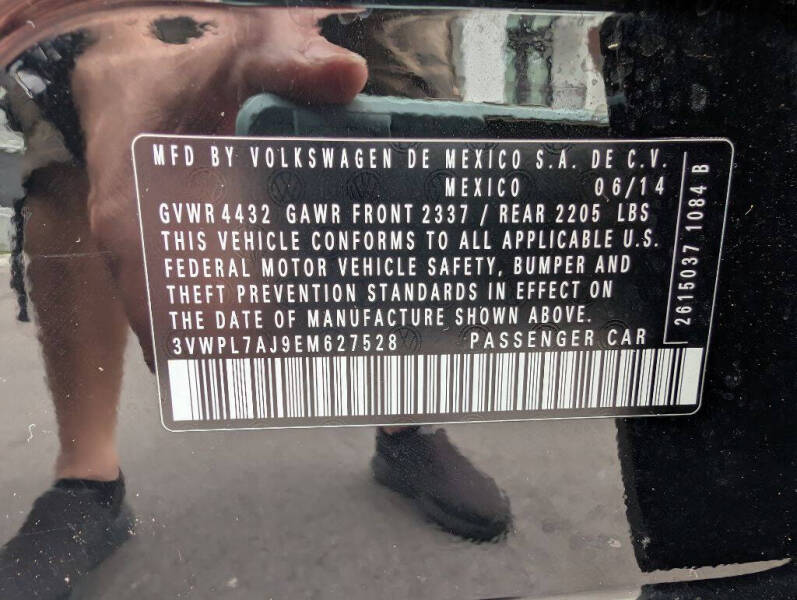 MFD BY VOLKSWAGEN DE MEXICO S.A. DE C.V.
MEXICO 06/14
GVWR 4432 GAWR FRONT 2337 / REAR 2205 LBS
THIS VEHICLE CONFORMS TO ALL APPLICABLE U.S.
FEDERAL MOTOR VEHICLE SAFETY, BUMPER AND
THEFT PREVENTION STANDARDS IN EFFECT ON
THE DATE OF MANUFACTURE SHOWN ABOVE.
3VWPL7AJ9EM627528 PASSENGER CAR
2615037 1084 B